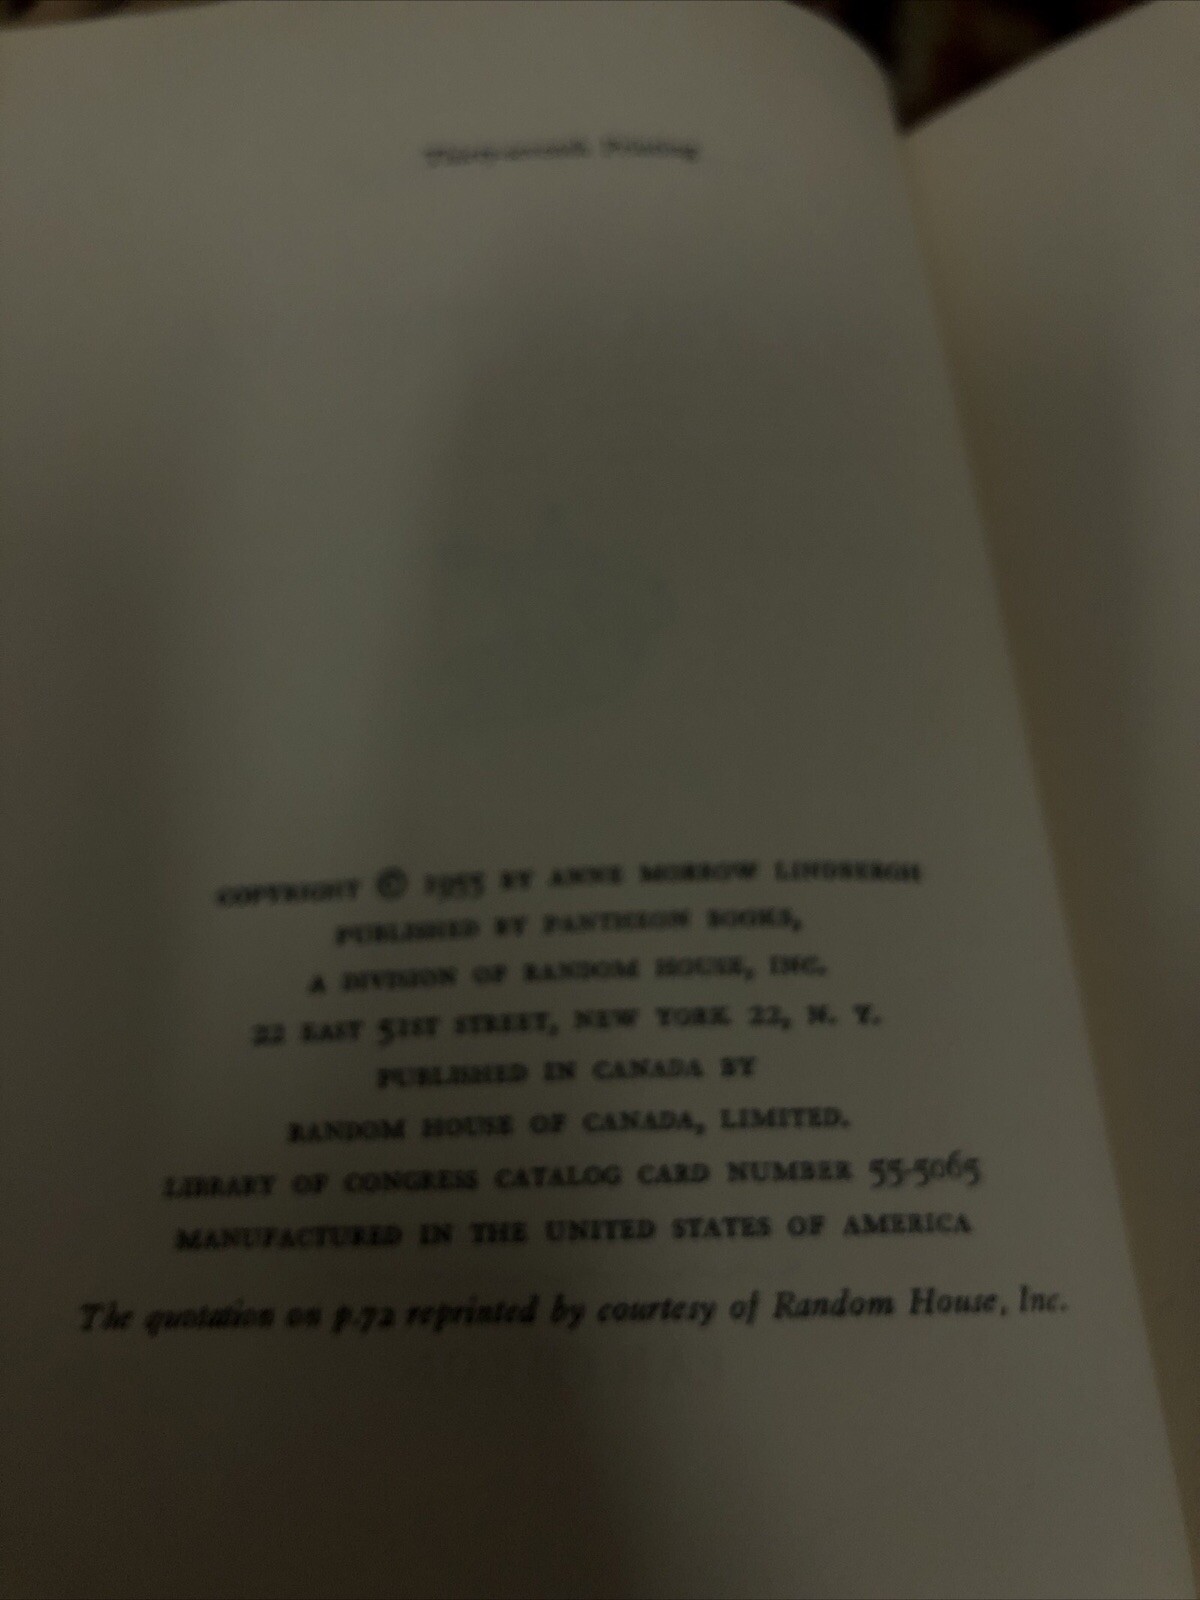 Thirty-seventh Printing
COPYRIGHT © 1955 BY ANNE MORROW LINDBERGH
PUBLISHED BY PANTHEON BOOKS,
A DIVISION OF RANDOM HOUSE, INC.
22 EAST 51ST STREET, NEW YORK 22, N. Y.
PUBLISHED IN CANADA BY
RANDOM HOUSE OF CANADA, LIMITED.
LIBRARY OF CONGRESS CATALOG CARD NUMBER 55-5065
MANUFACTURED IN THE UNITED STATES OF AMERICA
The quotation on p.72 reprinted by courtesy of Random House, Inc.